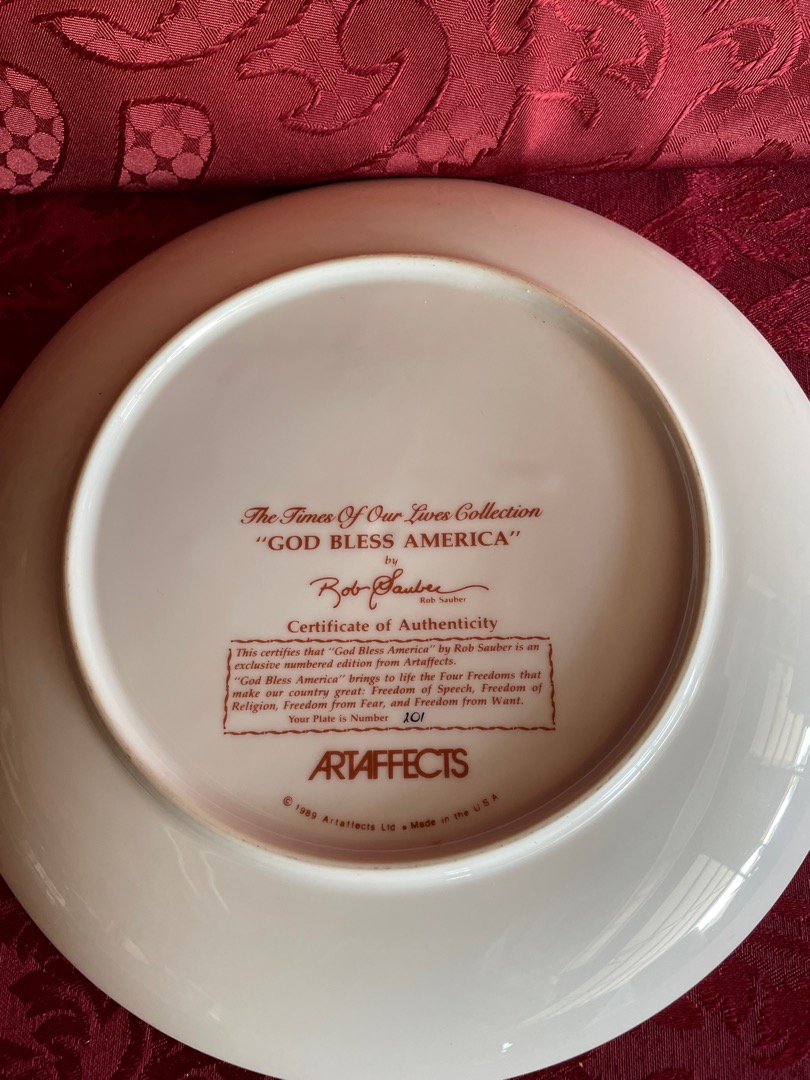 The Times Of Our Lives Collection
“GOD BLESS AMERICA”
by
Rob Sauber
Rob Sauber
Certificate of Authenticity
This certifies that “God Bless America” by Rob Sauber is an
exclusive numbered edition from Artaffects.
“God Bless America” brings to life the Four Freedoms that
make our country great: Freedom of Speech, Freedom of
Religion, Freedom from Fear, and Freedom from Want.
Your Plate is Number 201
ARTAFFECTS
© 1989 Artaffects Ltd • Made in the USA